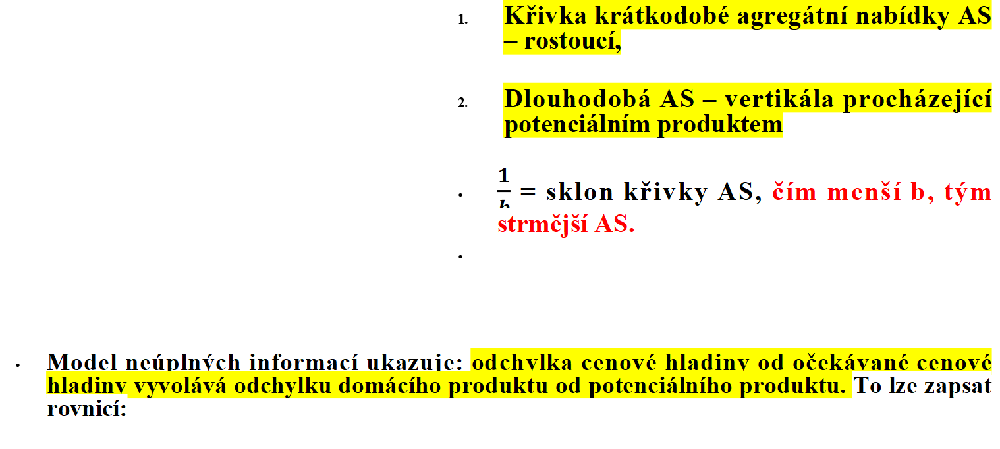 1. Křivka krátkodobé agregátní nabídky AS
– rostoucí,
2. Dlouhodobá AS – vertikála procházející
potenciálním produktem
• 1/b = sklon křivky AS, čím menší b, tým
strmější AS.
•
• Model neúplných informací ukazuje: odchylka cenové hladiny od očekávané cenové
hladiny vyvolává odchylku domácího produktu od potenciálního produktu. To lze zapsat
rovnicí: